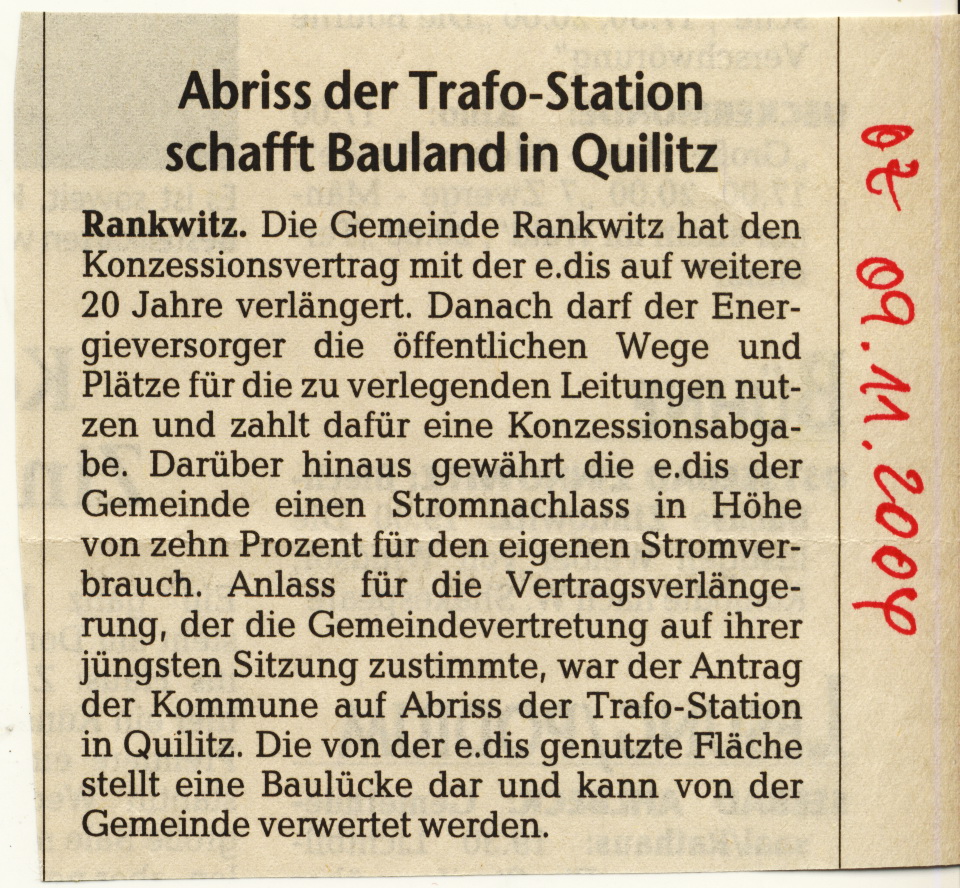 Abriss der Trafo-Station
schafft Bauland in Quilitz
Rankwitz. Die Gemeinde Rankwitz hat den
Konzessionsvertrag mit der e.dis auf weitere
20 Jahre verlängert. Danach darf der Ener-
gieversorger die öffentlichen Wege und
Plätze für die zu verlegenden Leitungen nut-
zen und zahlt dafür eine Konzessionsabga-
be. Darüber hinaus gewährt die e.dis der
Gemeinde einen Stromnachlass in Höhe
von zehn Prozent für den eigenen Stromver-
brauch. Anlass für die Vertragsverlänge-
rung, der die Gemeindevertretung auf ihrer
jüngsten Sitzung zustimmte, war der Antrag
der Kommune auf Abriss der Trafo-Station
in Quilitz. Die von der e.dis genutzte Fläche
stellt eine Baulücke dar und kann von der
Gemeinde verwertet werden.
OZ 09.11.2004